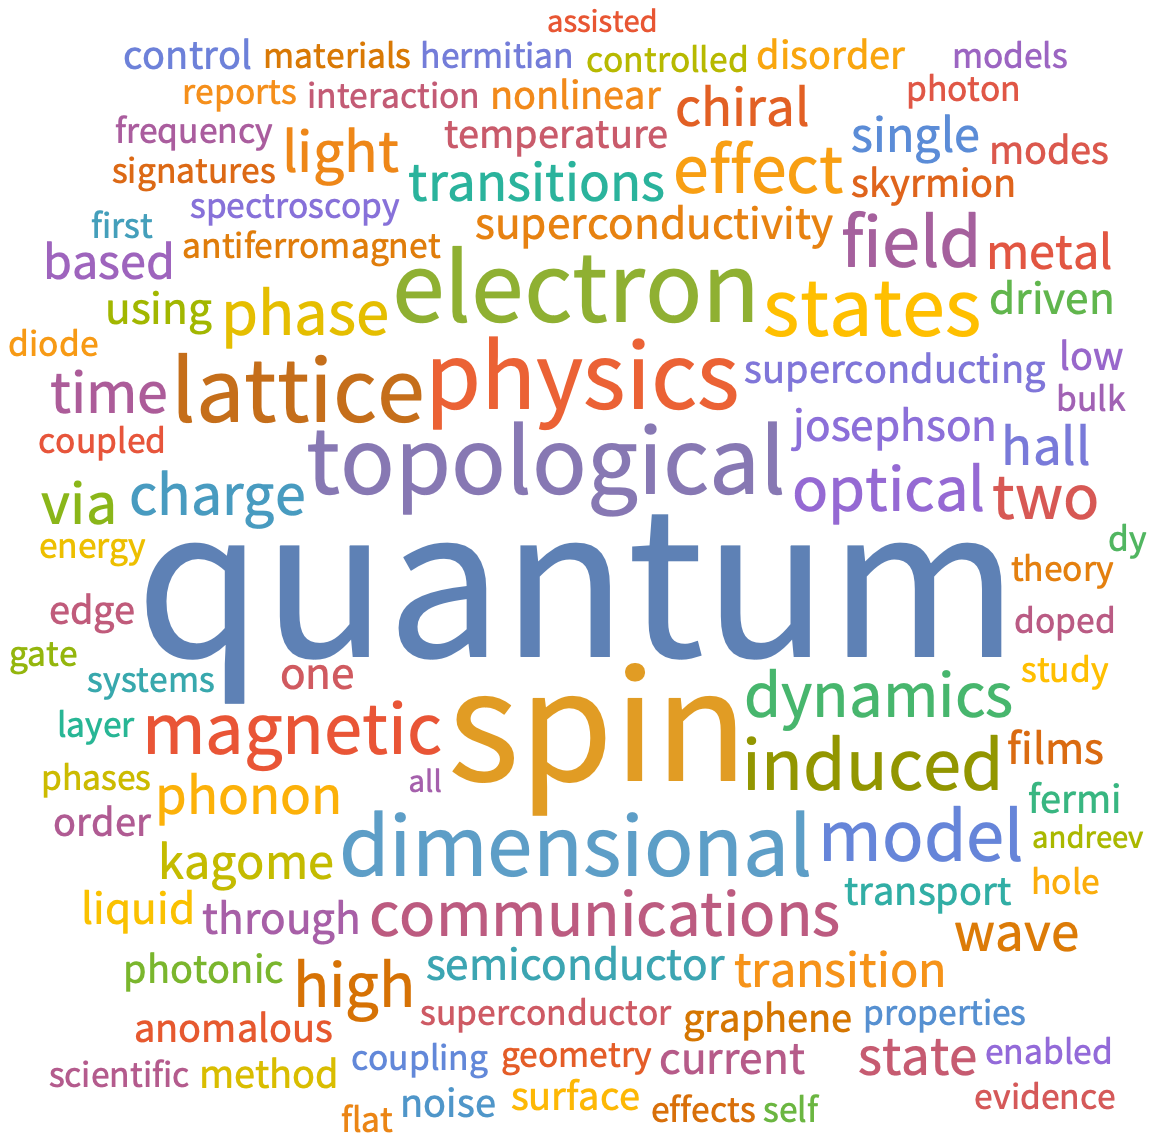 assisted
control materials hermitian controlled disorder models
reports interaction nonlinear chiral photon
frequency light temperature single modes
signatures transitions effect skyrmion
spectroscopy superconductivity field metal
first antiferromagnet
based electron states driven
using phase
diode lattice physics superconducting low
time bulk
coupled topological josephson hall
via charge optical two
energy quantum theory dy
edge doped
gate systems one study
layer magnetic spin dynamics
phases all induced films
phonon fermi
order dimensional model andreev
kagome transport hole
liquid through communications wave
photonic high semiconductor transition
anomalous superconductor graphene properties
scientific method coupling geometry current state enabled
flat noise surface effects self evidence